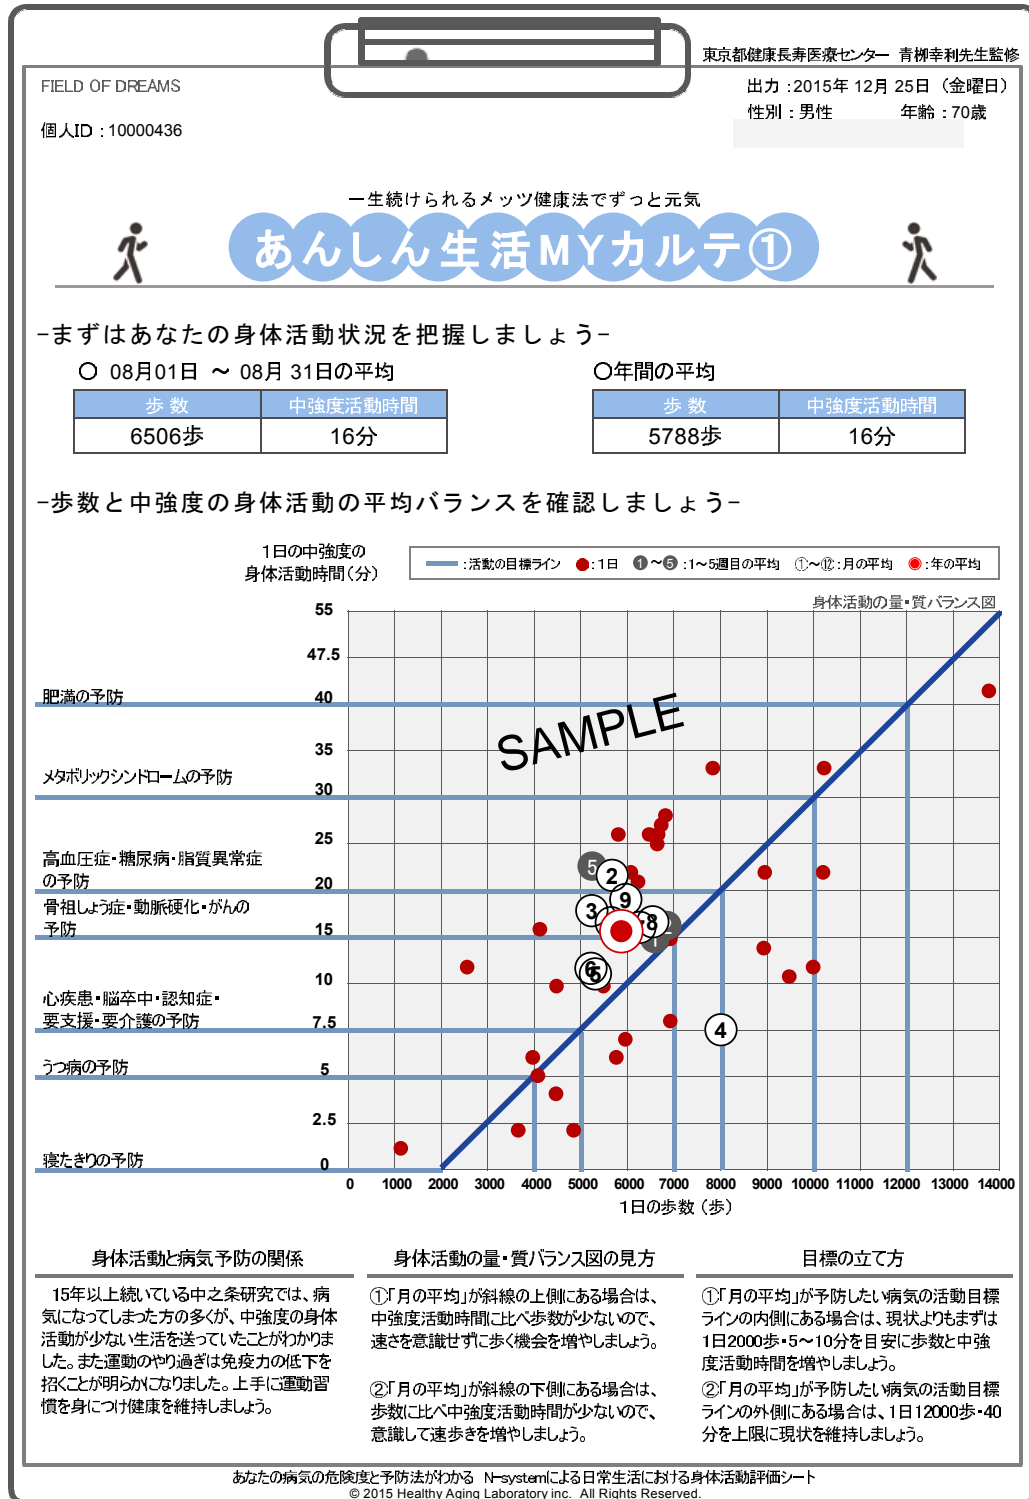 東京都健康長寿医療センター 青栁幸利先生監修
FIELD OF DREAMS
出力：2015年 12月 25日 （金曜日）
性別：男性 年齢：70歳
個人ID：10000436
一生続けられるメッツ健康法でずっと元気
あんしん生活MYカルテ①
-まずはあなたの身体活動状況を把握しましょう-
○ 08月01日 ～ 08月 31日の平均
○年間の平均
歩 数 中強度活動時間
6506歩 16分
歩 数 中強度活動時間
5788歩 16分
-歩数と中強度の身体活動の平均バランスを確認しましょう-
1日の中強度の
身体活動時間（分）
:活動の目標ライン ●:1日 ❶～❺:1～5週目の平均 ①～⑫:月の平均 ◉:年の平均
身体活動の量・質バランス図
55
47.5
40
35
30
25
20
15
10
7.5
5
2.5
0
肥満の予防
メタボリックシンドロームの予防
高血圧症・糖尿病・脂質異常症
の予防
骨祖しょう症・動脈硬化・がんの
予防
心疾患・脳卒中・認知症・
要支援・要介護の予防
うつ病の予防
寝たきりの予防
SAMPLE
5
2
9
3
8
6
5
4
0 1000 2000 3000 4000 5000 6000 7000 8000 9000 10000 11000 12000 13000 14000
1日の歩数（歩）
身体活動と病気予防の関係
15年以上続いている中之条研究では、病
気になってしまった方の多くが、中強度の身体
活動が少ない生活を送っていたことがわかりま
した。また運動のやり過ぎは免疫力の低下を
招くことが明らかになりました。上手に運動習
慣を身につけ健康を維持しましょう。
身体活動の量・質バランス図の見方
①「月の平均」が斜線の上側にある場合は、
中強度活動時間に比べ歩数が少ないので、
速さを意識せずに歩く機会を増やしましょう。
②「月の平均」が斜線の下側にある場合は、
歩数に比べ中強度活動時間が少ないので、
意識して速歩きを増やしましょう。
目標の立て方
①「月の平均」が予防したい病気の活動目標
ラインの内側にある場合は、現状よりもまずは
1日2000歩・5～10分を目安に歩数と中強
度活動時間を増やしましょう。
②「月の平均」が予防したい病気の活動目標
ラインの外側にある場合は、1日12000歩・40
分を上限に現状を維持しましょう。
あなたの病気の危険度と予防法がわかる N-systemによる日常生活における身体活動評価シート
© 2015 Healthy Aging Laboratory inc. All Rights Reserved.